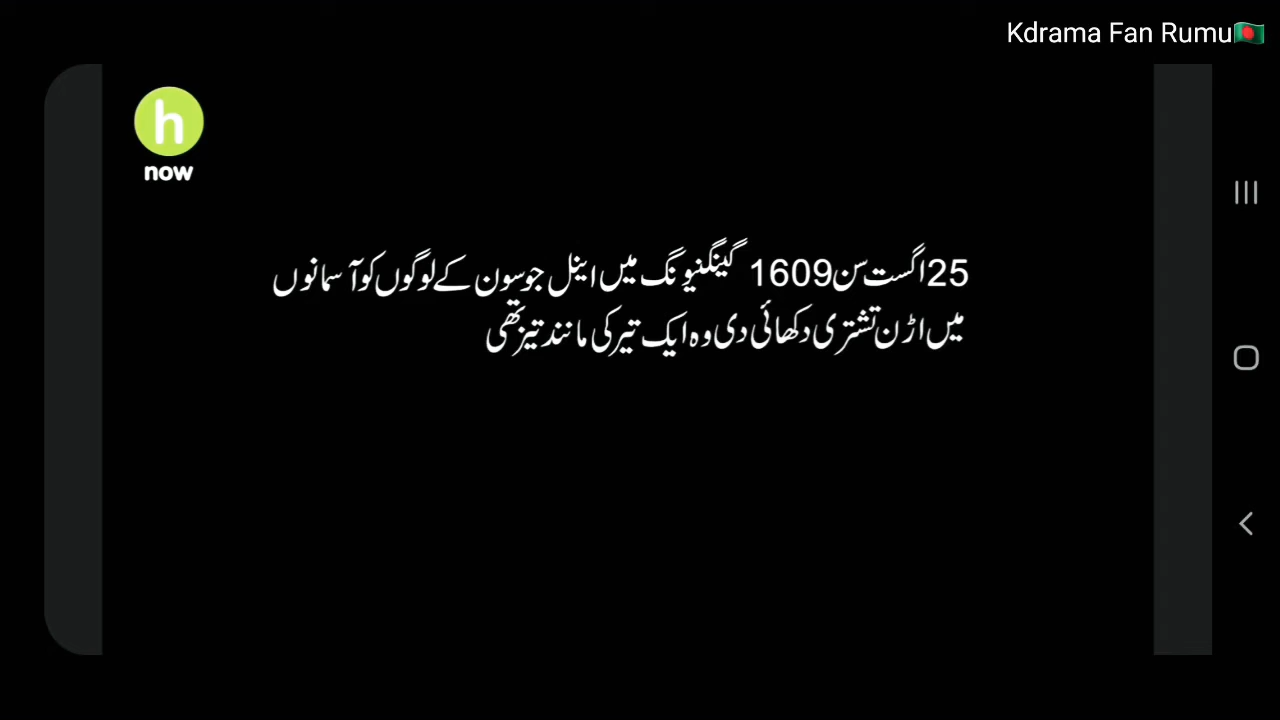 Kdrama Fan Rumu🇧🇩
h
now
25اگست سن1609 گینگنیونگ میں اینل جوسون کے لوگوں کو آسمانوں
میں اڑن تشتری دکھائی دی وہ ایک تیر کی مانند تیز تھی